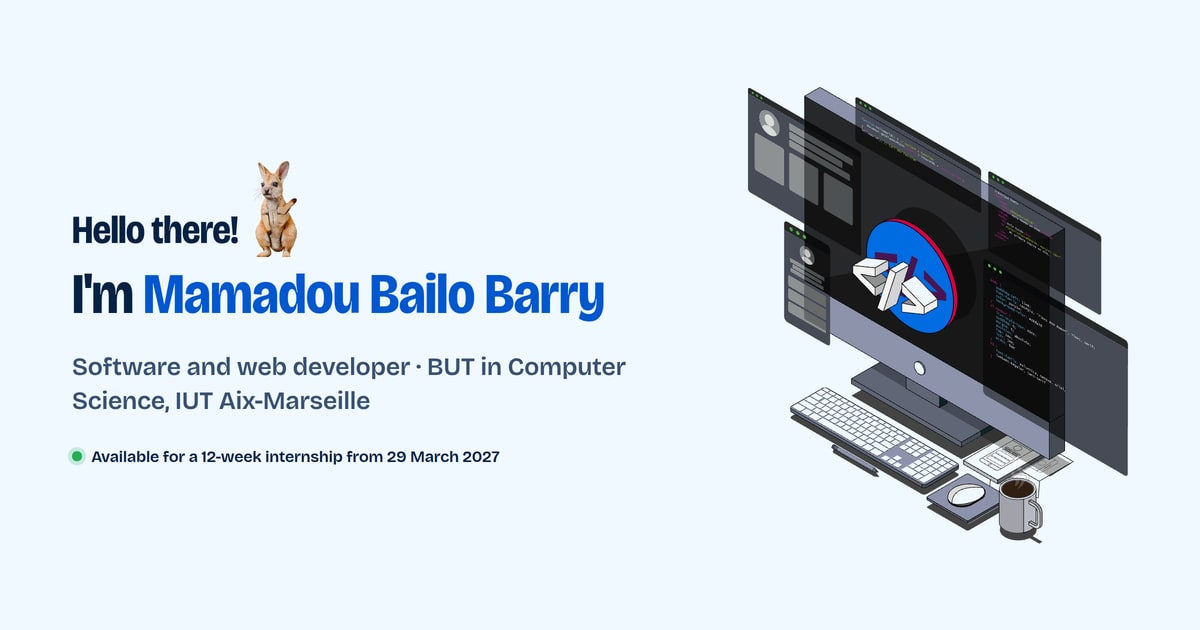 Hello there!
I'm Mamadou Bailo Barry
Software and web developer · BUT in Computer
Science, IUT Aix-Marseille
Available for a 12-week internship from 29 March 2027